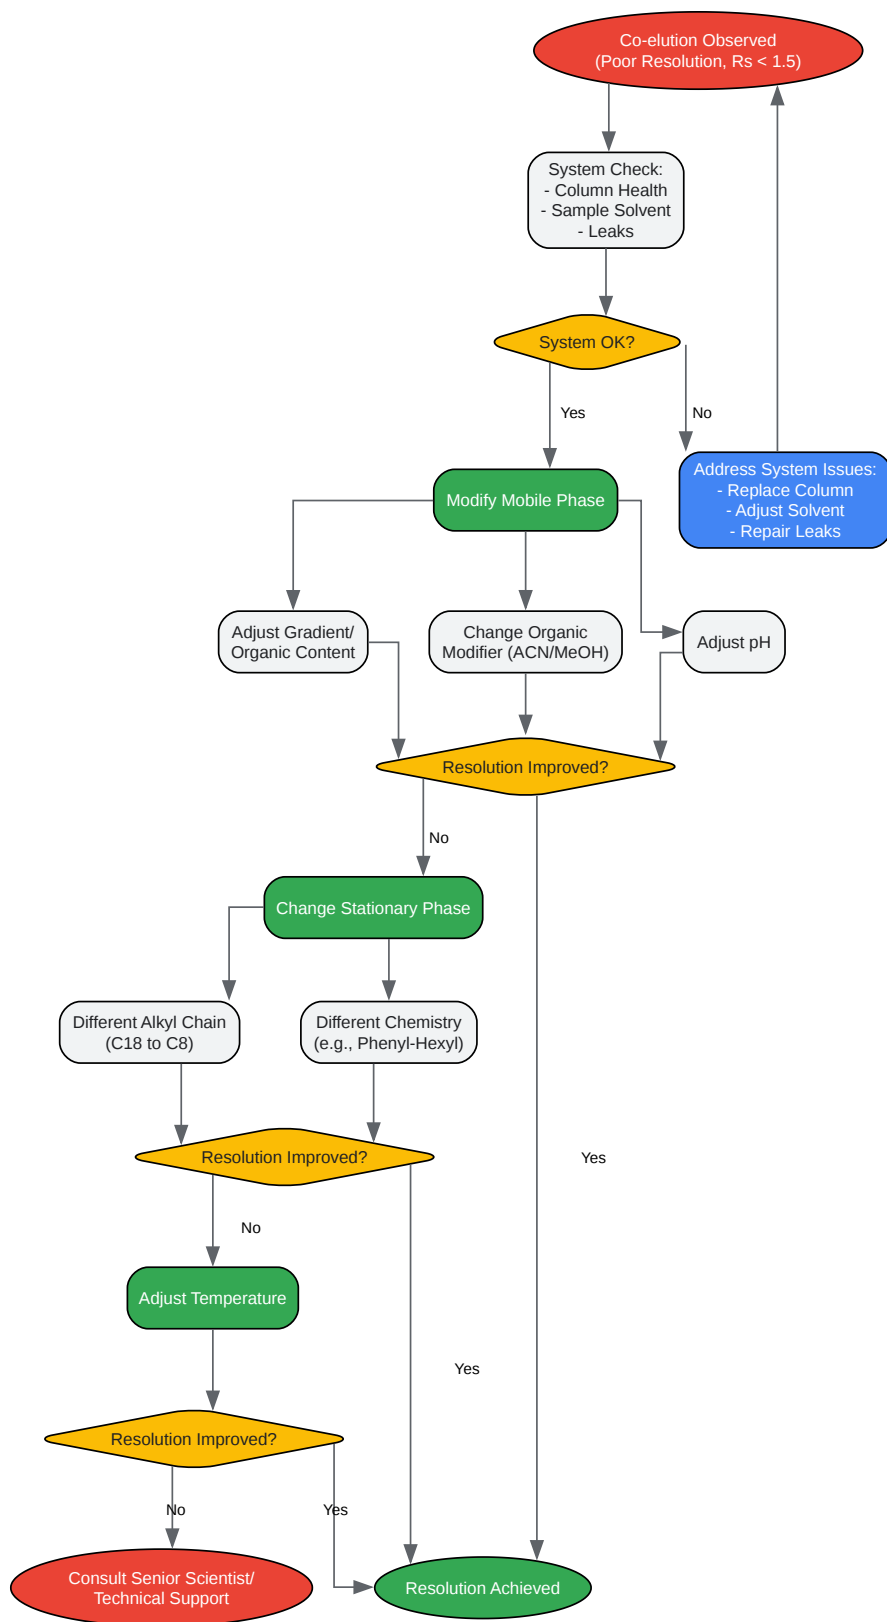 Co-elution Observed
(Poor Resolution, Rs < 1.5)
System Check:
- Column Health
- Sample Solvent
- Leaks
System OK?
Yes
No
Address System Issues:
- Replace Column
- Adjust Solvent
- Repair Leaks
Modify Mobile Phase
Adjust Gradient/
Organic Content
Change Organic
Modifier (ACN/MeOH)
Adjust pH
Resolution Improved?
No
Change Stationary Phase
Different Alkyl Chain
(C18 to C8)
Different Chemistry
(e.g., Phenyl-Hexyl)
Resolution Improved?
Yes
No
Adjust Temperature
Yes
Resolution Improved?
No
Yes
Consult Senior Scientist/
Technical Support
Resolution Achieved